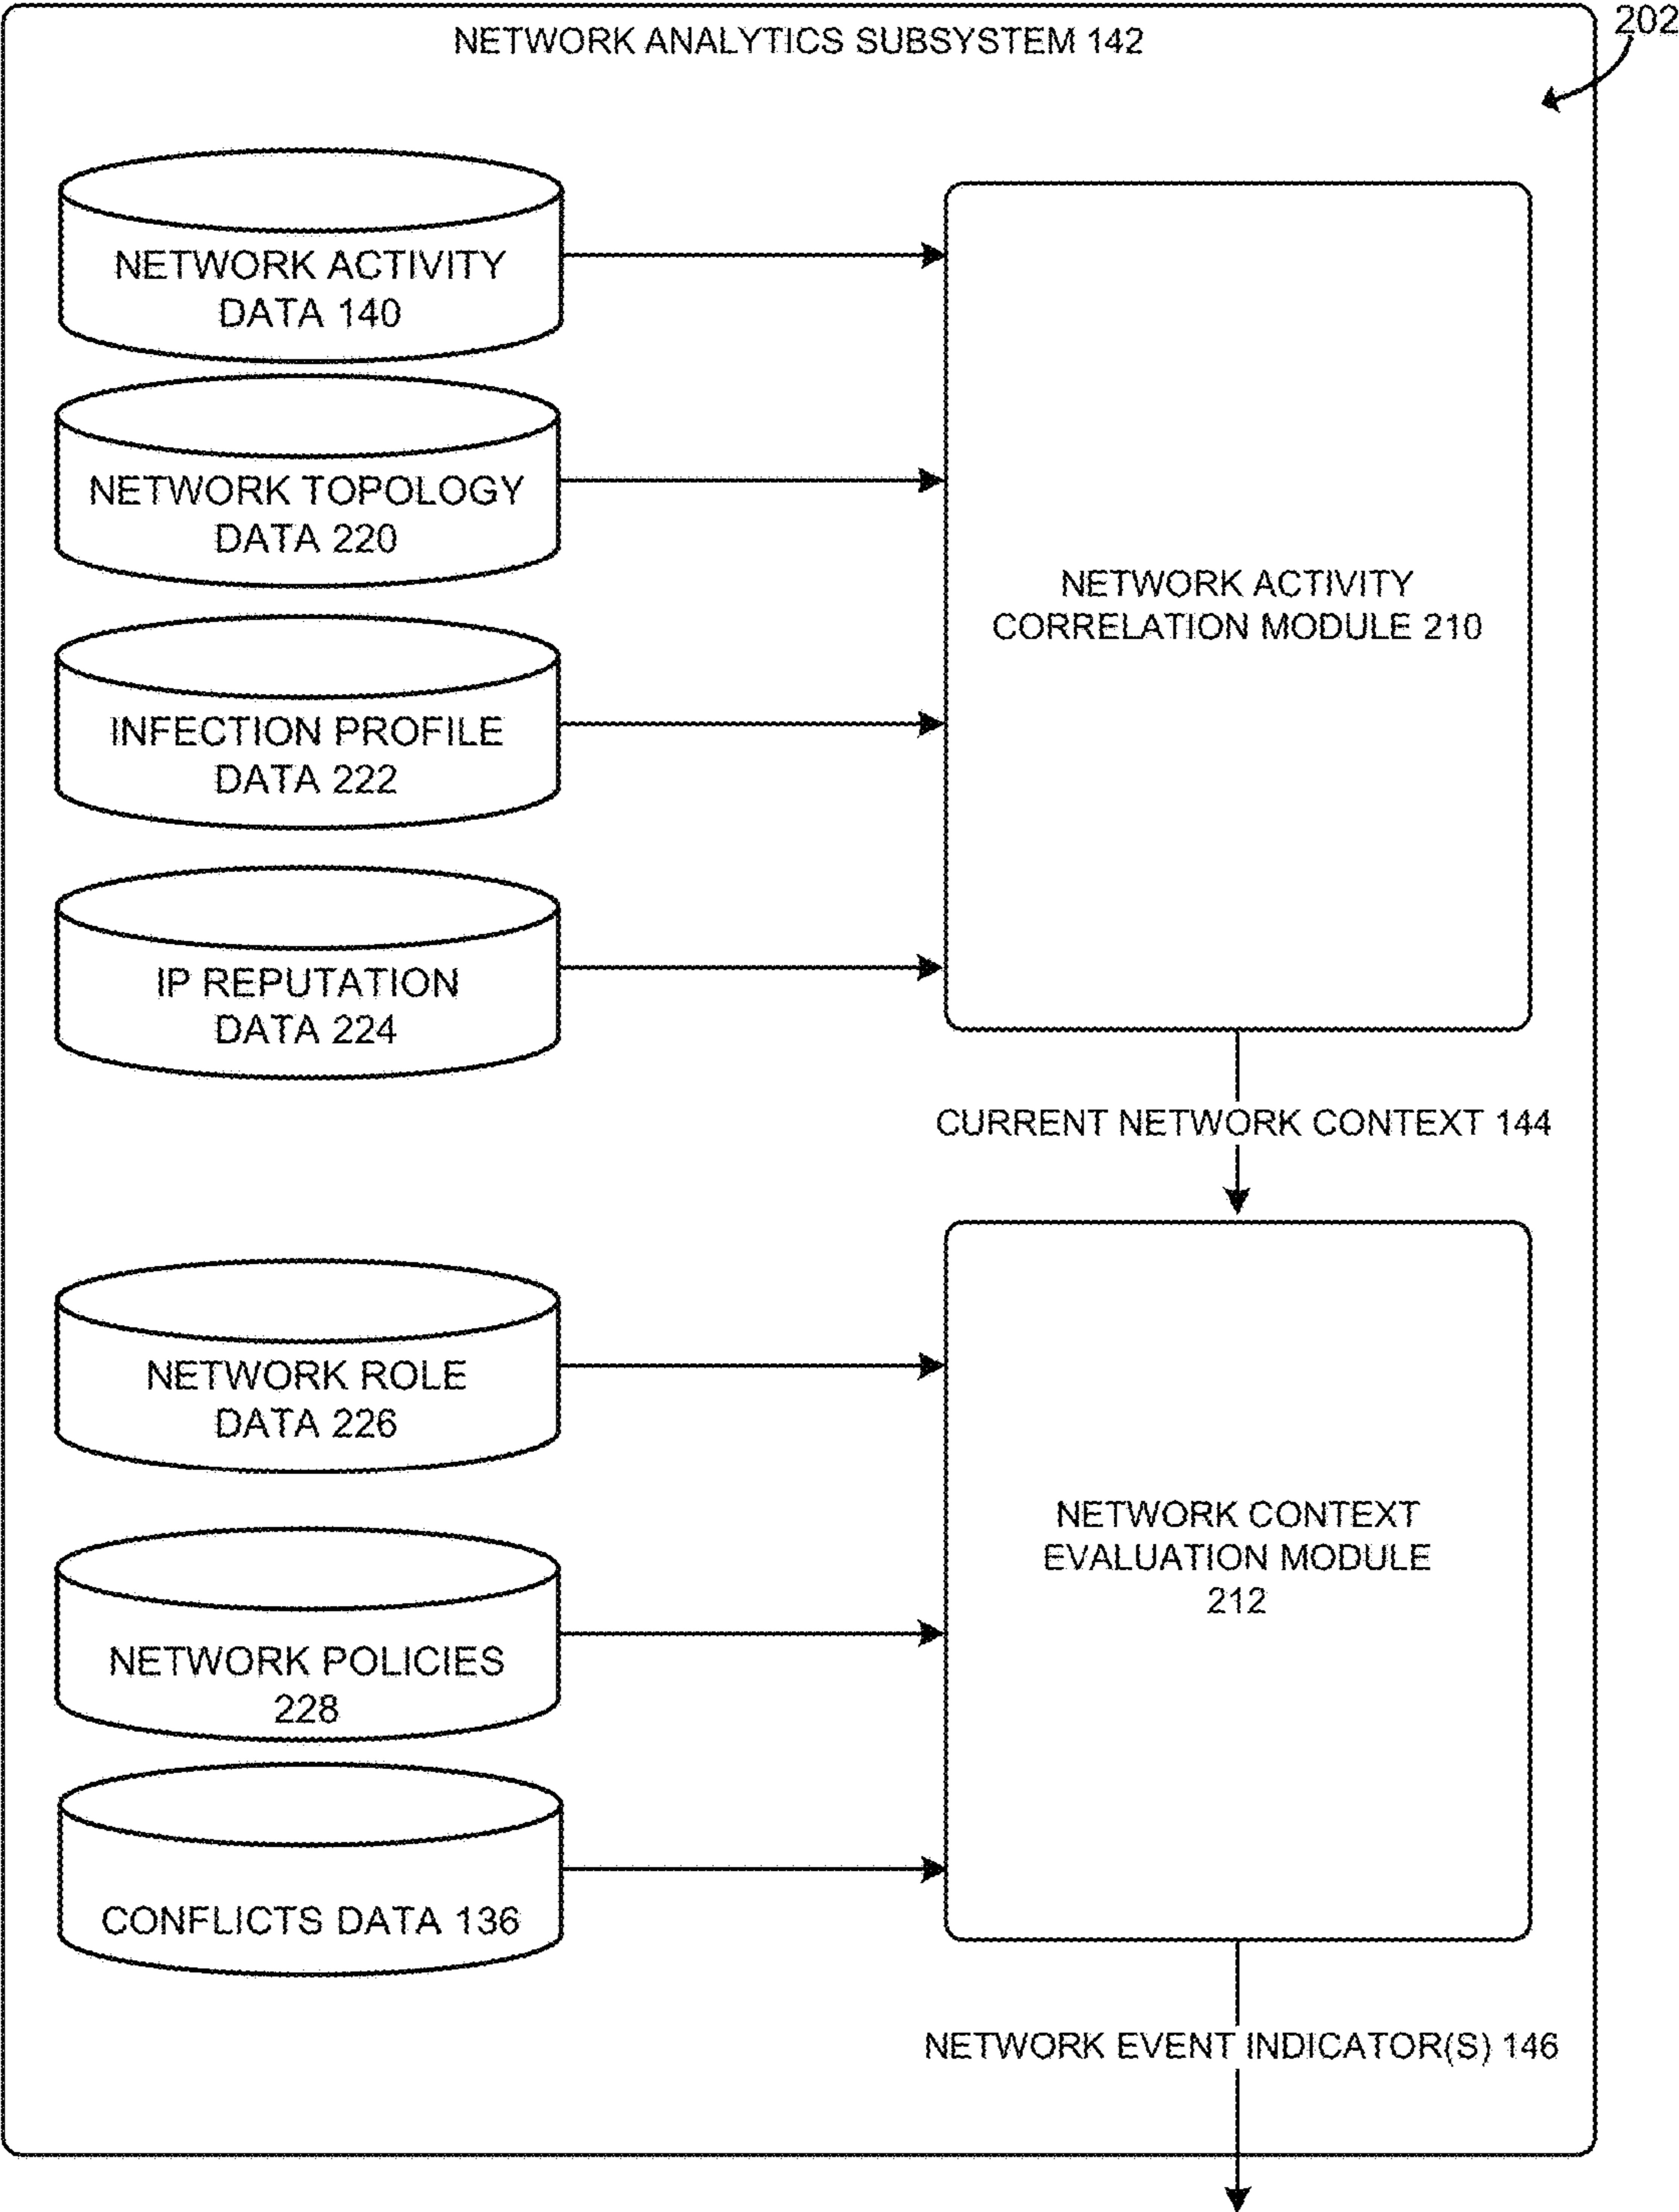 202
NETWORK ANALYTICS SUBSYSTEM 142
NETWORK ACTIVITY
DATA 140
NETWORK TOPOLOGY
DATA 220
INFECTION PROFILE
DATA 222
IP REPUTATION
DATA 224
NETWORK ACTIVITY
CORRELATION MODULE 210
CURRENT NETWORK CONTEXT 144
NETWORK ROLE
DATA 226
NETWORK POLICIES
228
CONFLICTS DATA 136
NETWORK CONTEXT
EVALUATION MODULE
212
NETWORK EVENT INDICATOR(S) 146